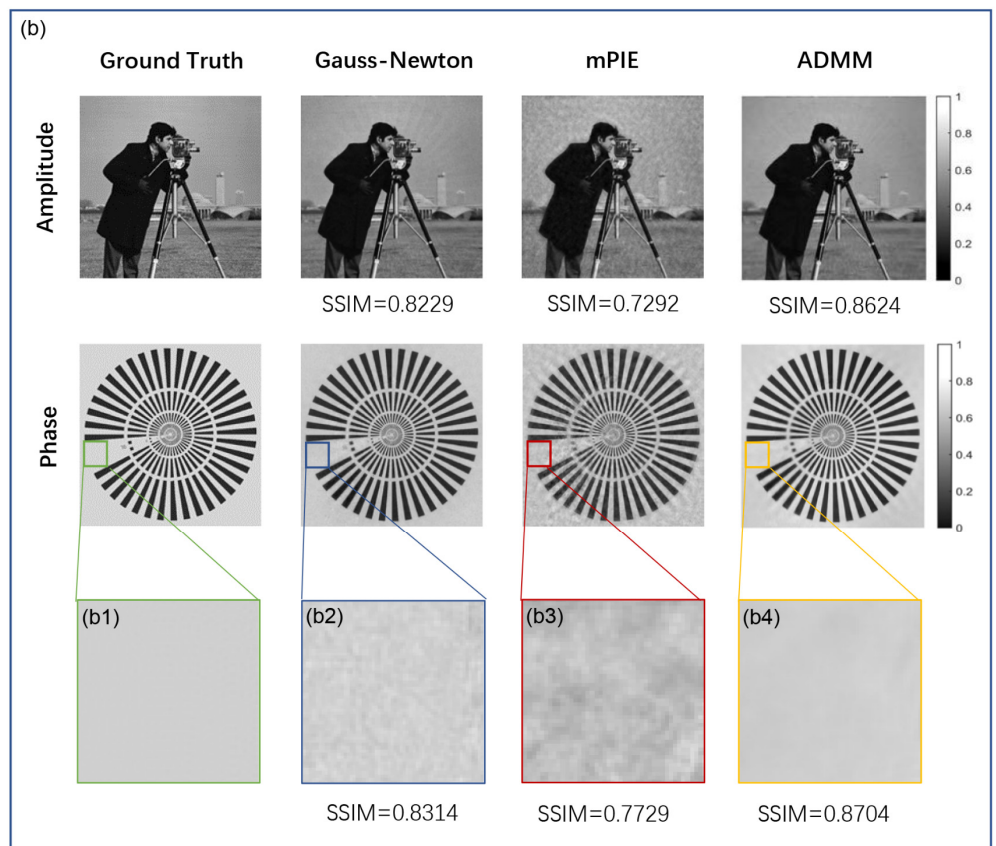 (b)
Ground Truth Gauss-Newton mPIE ADMM
Amplitude
1
0.8
0.6
0.4
0.2
0
SSIM=0.8229 SSIM=0.7292 SSIM=0.8624
Phase
1
0.8
0.6
0.4
0.2
0
(b1) (b2) (b3) (b4)
SSIM=0.8314 SSIM=0.7729 SSIM=0.8704